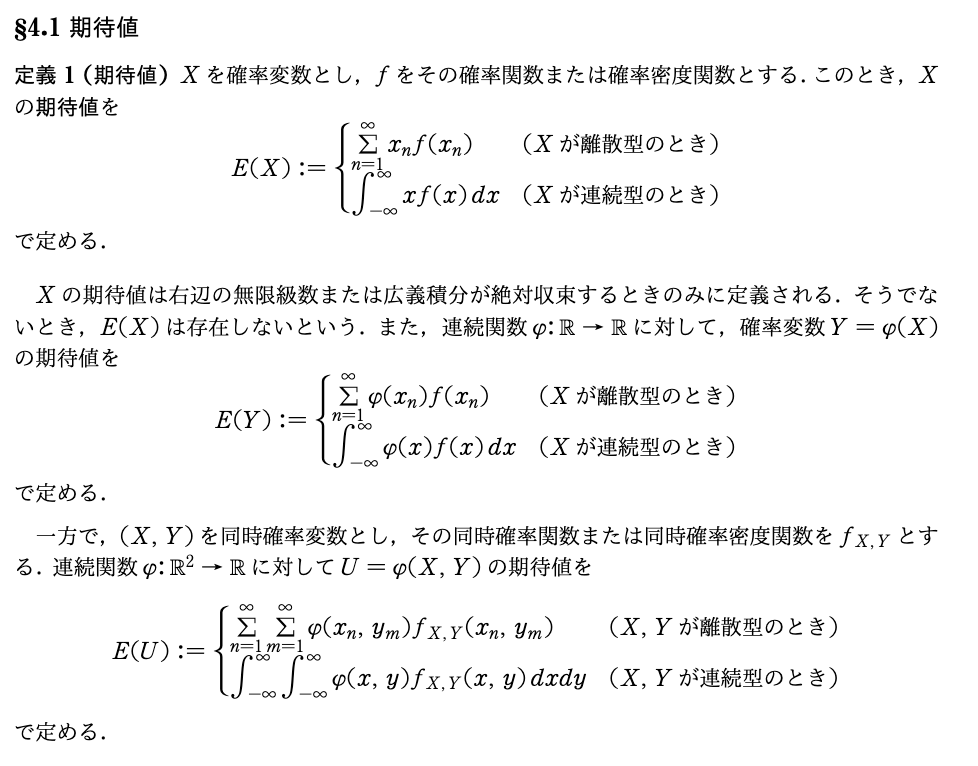 §4.1 期待値
定義 1（期待値）X を確率変数とし，f をその確率関数または確率密度関数とする．このとき，X
の期待値を
E(X) := { ∑_{n=1}^{∞} x_n f(x_n) （X が離散型のとき）
∫_{-∞}^{∞} x f(x) dx （X が連続型のとき）
で定める．
X の期待値は右辺の無限級数または広義積分が絶対収束するときのみに定義される．そうでな
いとき，E(X) は存在しないという．また，連続関数 φ: ℝ → ℝ に対して，確率変数 Y = φ(X)
の期待値を
E(Y) := { ∑_{n=1}^{∞} φ(x_n) f(x_n) （X が離散型のとき）
∫_{-∞}^{∞} φ(x) f(x) dx （X が連続型のとき）
で定める．
一方で，(X, Y) を同時確率変数とし，その同時確率関数または同時確率密度関数を f_{X,Y} とす
る．連続関数 φ: ℝ² → ℝ に対して U = φ(X, Y) の期待値を
E(U) := { ∑_{n=1}^{∞} ∑_{m=1}^{∞} φ(x_n, y_m) f_{X,Y}(x_n, y_m) （X, Y が離散型のとき）
∫_{-∞}^{∞} ∫_{-∞}^{∞} φ(x, y) f_{X,Y}(x, y) dxdy （X, Y が連続型のとき）
で定める．